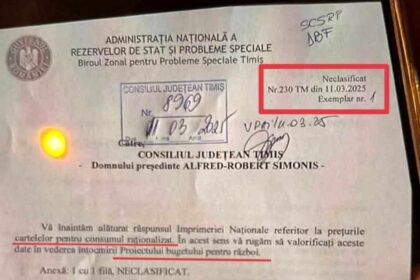 ADMINISTRAȚIA NAȚIONALĂ A
REZERVELOR DE STAT ȘI PROBLEME SPECIALE
Biroul Zonal pentru Probleme Speciale Timiș
SCSRP
ABF
CONSILIUL JUDEȚEAN TIMIȘ
Nr. 8969
11.03.2025
Neclasificat
Nr.230 TM din 11.03.2025
Exemplar nr. 1
11.03.25
Către,
CONSILIUL JUDEȚEAN TIMIȘ
- Domnului președinte ALFRED-ROBERT SIMONIS -
Vă înaintăm alăturat răspunsul Imprimeriei Naționale referitor la prețurile
cartelelor pentru consumul raționalizat. În acest sens vă rugăm să valorificați aceste
date în vederea întocmirii Proiectului bugetului pentru război.
Anexă: 1 cu 1 filă, NECLASIFICAT.